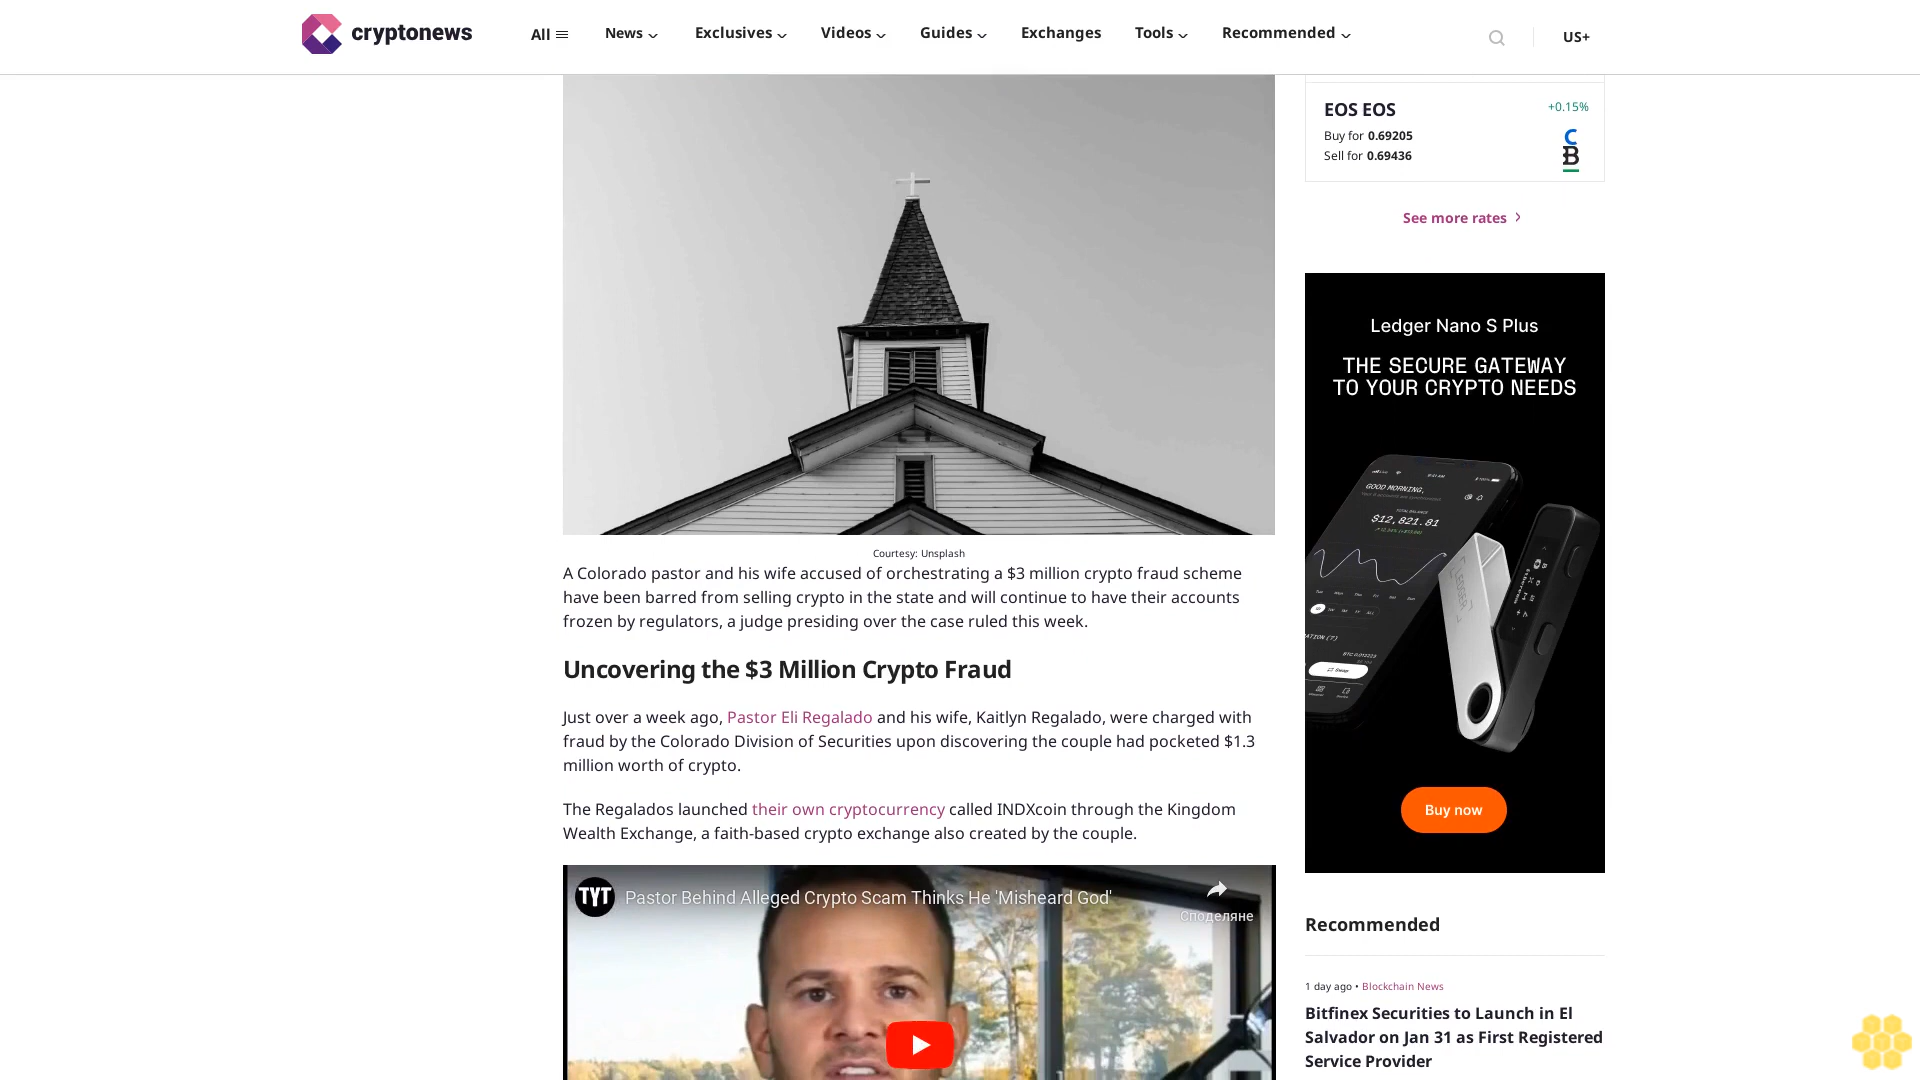 cryptonews
All
News
Exclusives
Videos
Guides
Exchanges
Tools
Recommended
US+
Courtesy: Unsplash
A Colorado pastor and his wife accused of orchestrating a $3 million crypto fraud scheme
have been barred from selling crypto in the state and will continue to have their accounts
frozen by regulators, a judge presiding over the case ruled this week.
Uncovering the $3 Million Crypto Fraud
Just over a week ago, Pastor Eli Regalado and his wife, Kaitlyn Regalado, were charged with
fraud by the Colorado Division of Securities upon discovering the couple had pocketed $1.3
million worth of crypto.
The Regalados launched their own cryptocurrency called INDXcoin through the Kingdom
Wealth Exchange, a faith-based crypto exchange also created by the couple.
TYT
Pastor Behind Alleged Crypto Scam Thinks He 'Misheard God'
Споделяне
EOS EOS
+0.15%
Buy for 0.69205
Sell for 0.69436
See more rates
Ledger Nano S Plus
THE SECURE GATEWAY
TO YOUR CRYPTO NEEDS
GOOD MORNING,
TOTAL BALANCE
$12,821.81
LEDGER
Buy now
Recommended
1 day ago • Blockchain News
Bitfinex Securities to Launch in El
Salvador on Jan 31 as First Registered
Service Provider